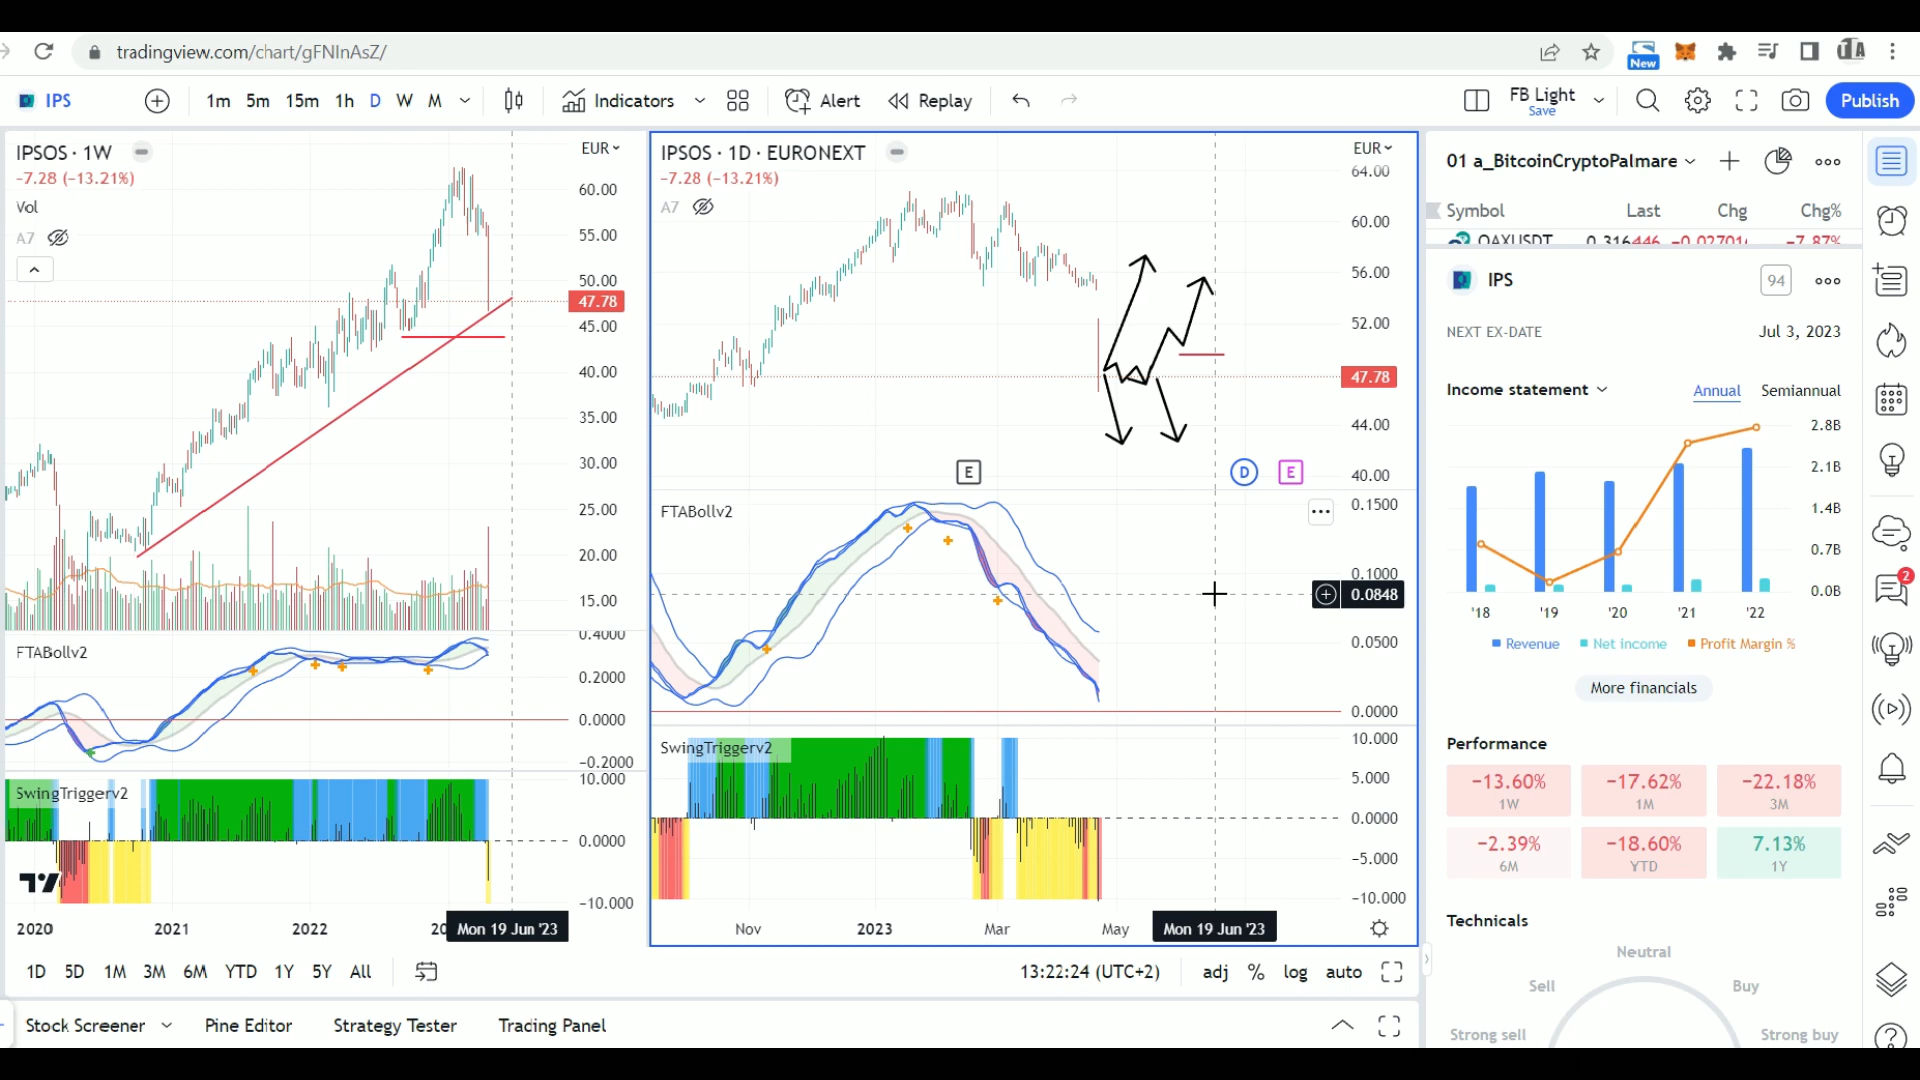 tradingview.com/chart/gFNInAsZ/
New
IPS
1m 5m 15m 1h D W M
Indicators
Alert
Replay
FB Light
Save
Publish
IPSOS · 1W
EUR
−7.28 (−13.21%)
Vol
A7
60.00
55.00
50.00
47.78
45.00
40.00
35.00
30.00
25.00
20.00
15.00
FTABollv2
0.4000
0.2000
0.0000
−0.2000
SwingTriggerv2
10.000
0.0000
−10.000
2020 2021 2022
Mon 19 Jun '23
IPSOS · 1D · EURONEXT
EUR
−7.28 (−13.21%)
A7
64.00
60.00
56.00
52.00
47.78
44.00
40.00
E
D
E
FTABollv2
0.1500
0.1000
0.0848
0.0500
0.0000
SwingTriggerv2
10.000
5.000
0.0000
−5.000
−10.000
Nov 2023 Mar May
Mon 19 Jun '23
1D 5D 1M 3M 6M YTD 1Y 5Y All
13:22:24 (UTC+2)
adj % log auto
Stock Screener
Pine Editor
Strategy Tester
Trading Panel
01 a_BitcoinCryptoPalmare
Symbol Last Chg Chg%
IPS
94
NEXT EX-DATE Jul 3, 2023
Income statement
Annual Semiannual
2.8B
2.1B
1.4B
0.7B
0.0B
'18 '19 '20 '21 '22
Revenue Net income Profit Margin %
More financials
Performance
−13.60% −17.62% −22.18%
1W 1M 3M
−2.39% −18.60% 7.13%
6M YTD 1Y
Technicals
Neutral
Sell Buy
Strong sell Strong buy
2